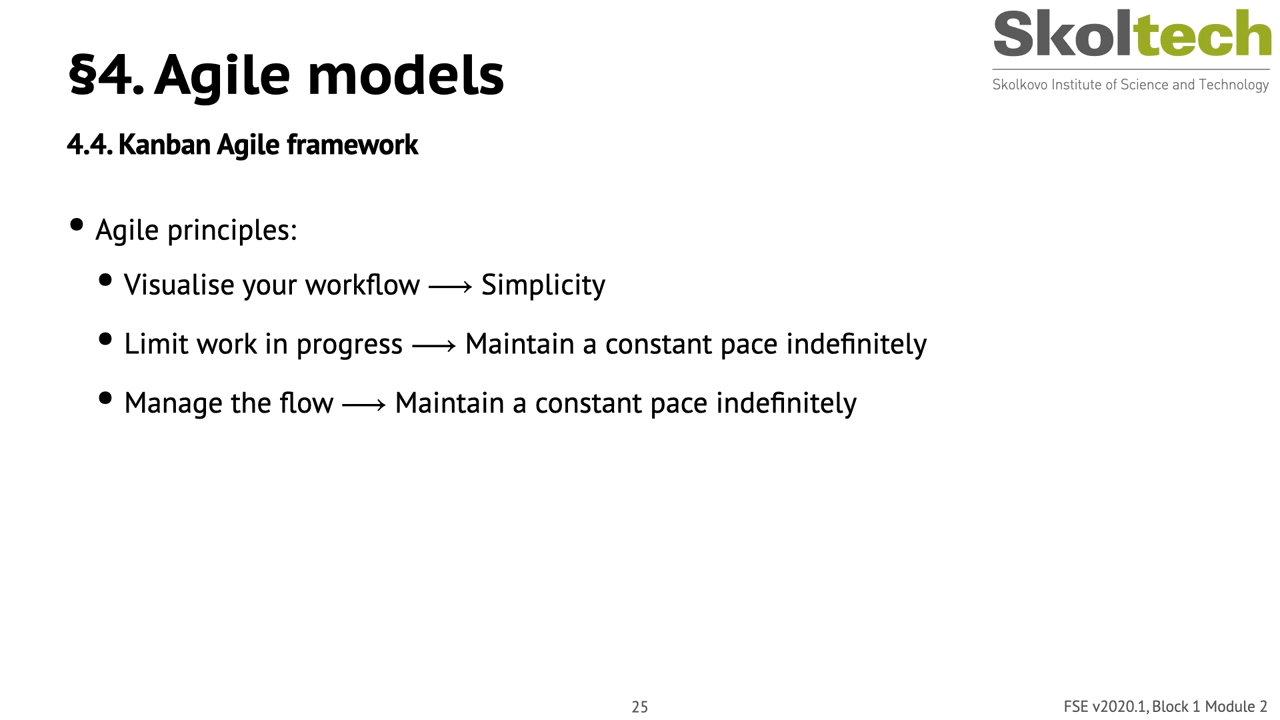 Skoltech
Skolkovo Institute of Science and Technology
§4. Agile models
4.4. Kanban Agile framework
• Agile principles:
• Visualise your workflow ⟶ Simplicity
• Limit work in progress ⟶ Maintain a constant pace indefinitely
• Manage the flow ⟶ Maintain a constant pace indefinitely
25
FSE v2020.1, Block 1 Module 2